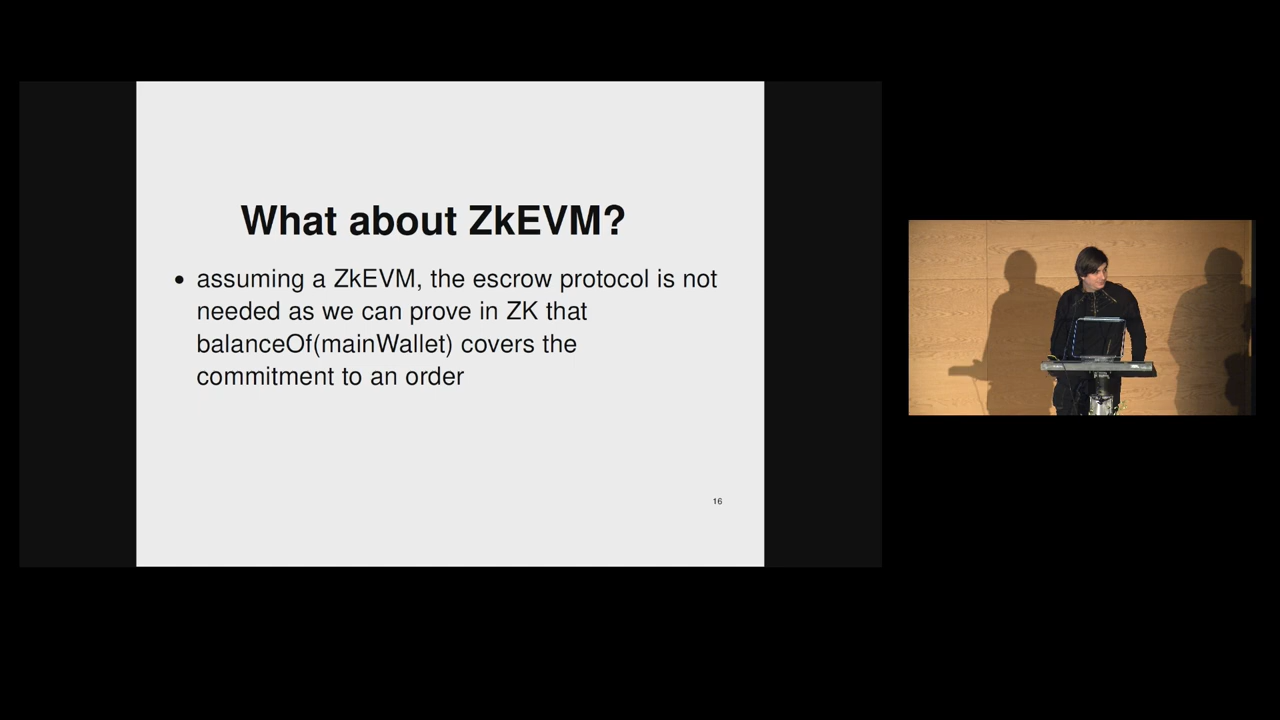 What about ZkEVM?
• assuming a ZkEVM, the escrow protocol is not
needed as we can prove in ZK that
balanceOf(mainWallet) covers the
commitment to an order
16